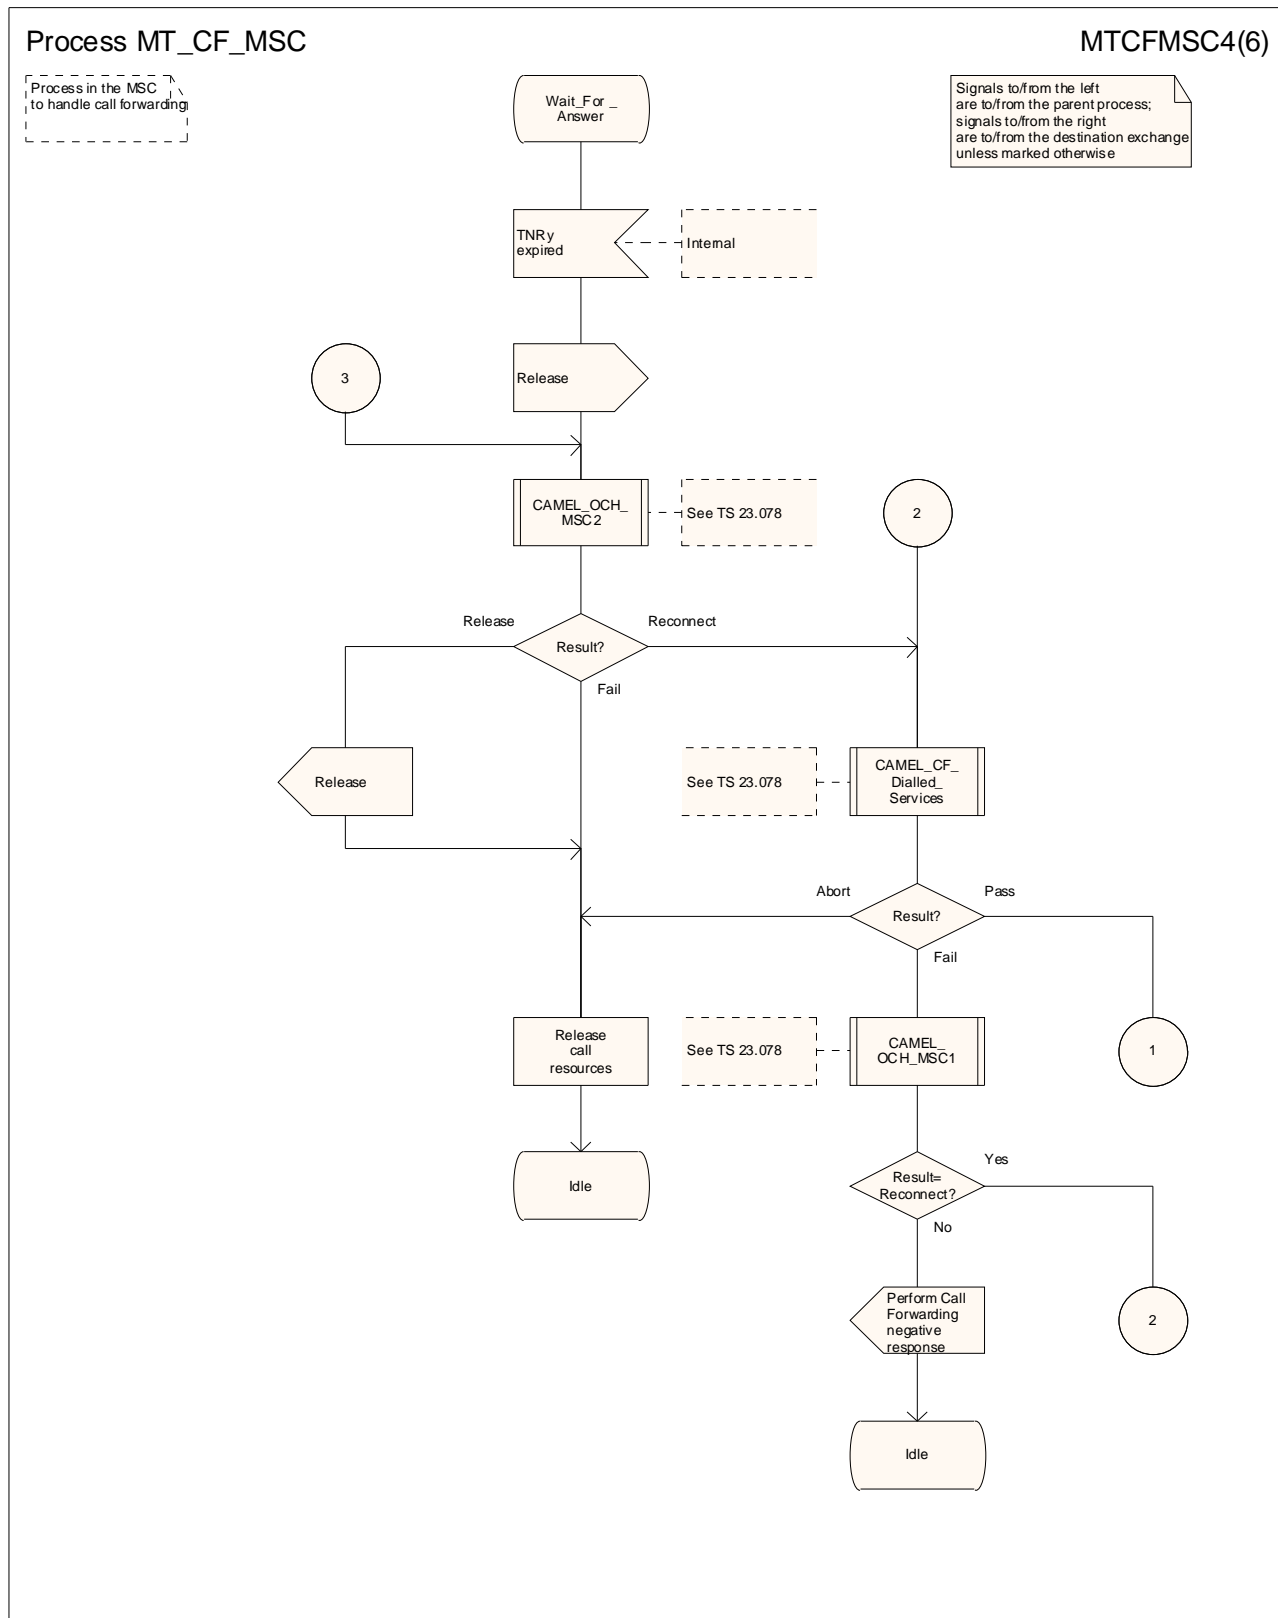 Process MT_CF_MSC
MTCFMSC4(6)
Process in the MSC
to handle call forwarding
Signals to/from the left
are to/from the parent process;
signals to/from the right
are to/from the destination exchange
unless marked otherwise
Wait_For _
Answer
TNRy
expired
Internal
3
Release
CAMEL_OCH_
MSC2
See TS 23.078
2
Release
Result?
Reconnect
Fail
Release
See TS 23.078
CAMEL_CF_
Dialled_
Services
Abort
Result?
Pass
Fail
Release
call
resources
See TS 23.078
CAMEL_
OCH_MSC1
1
Idle
Result=
Reconnect?
Yes
No
Perform Call
Forwarding
negative
response
2
Idle